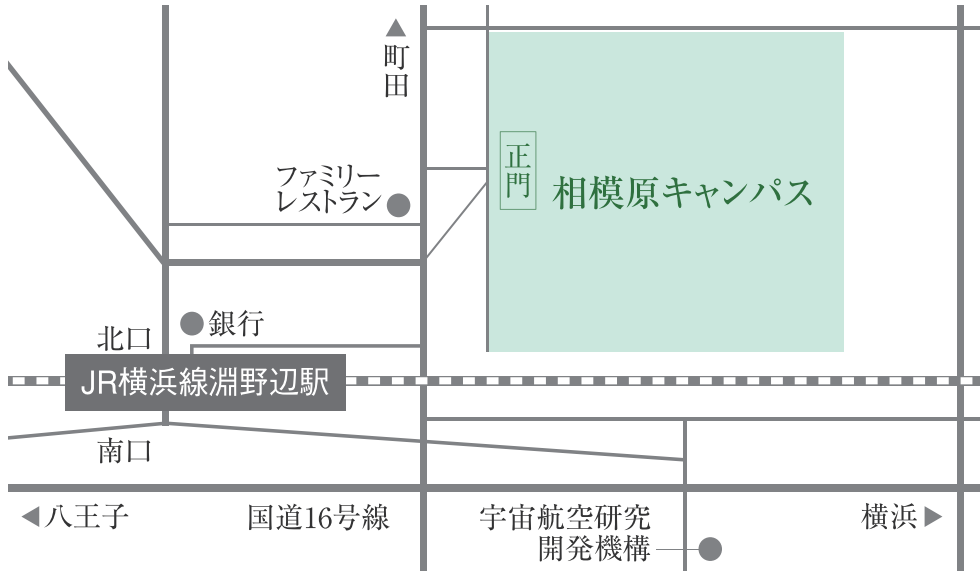 町田
正門
相模原キャンパス
ファミリー
レストラン
銀行
北口
JR横浜線淵野辺駅
南口
八王子
国道16号線
宇宙航空研究
開発機構
横浜